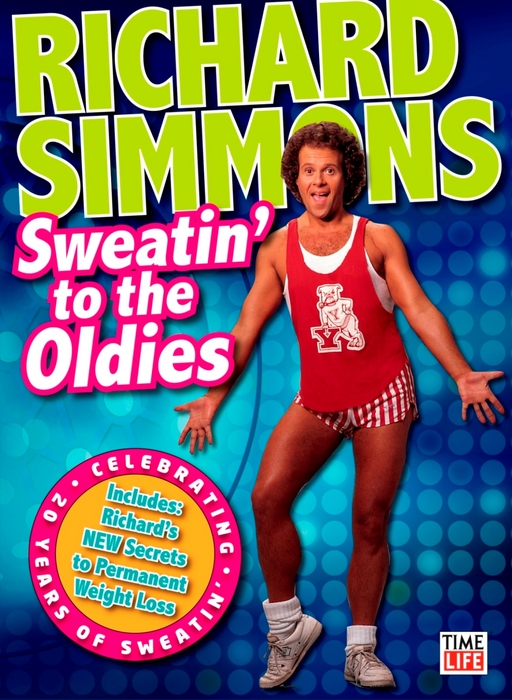 RICHARD
SIMMONS
Sweatin'
to the
Oldies
Y
• CELEBRATING •
20 YEARS OF SWEATIN'
Includes:
Richard's
NEW Secrets
to Permanent
Weight Loss
TIME
LIFE